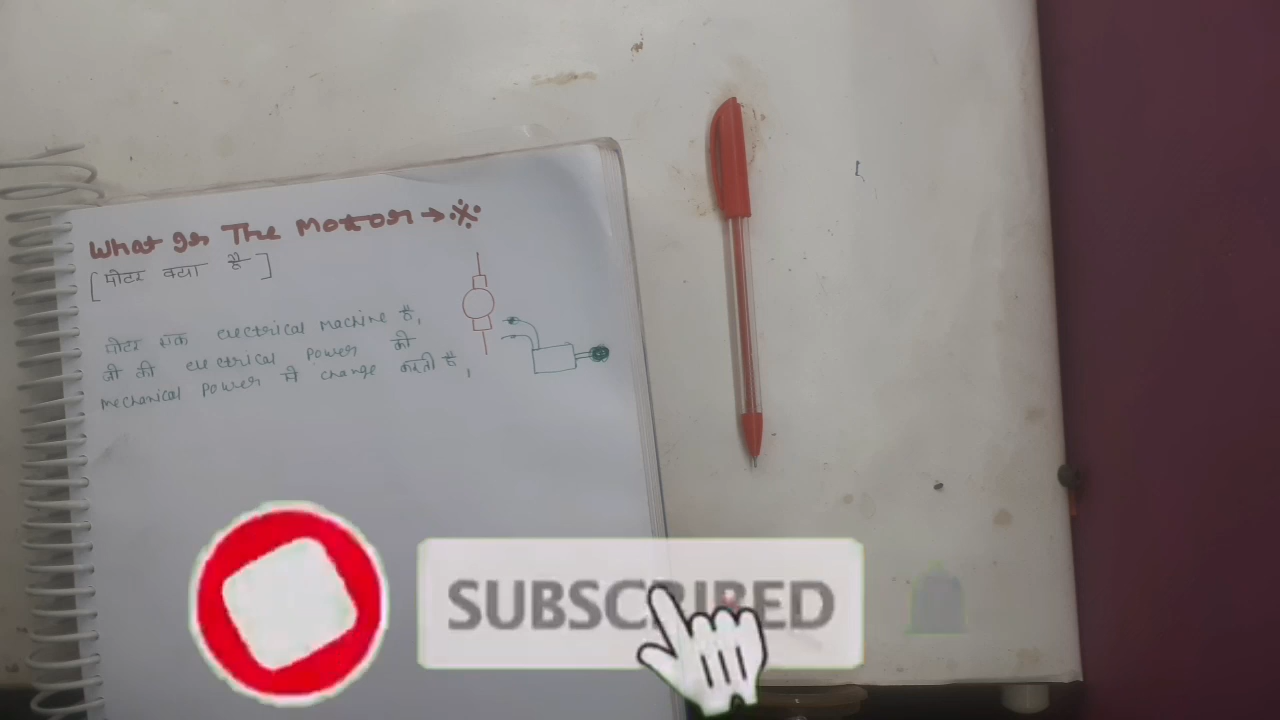 What Is The Motor → ※
[मोटर क्या है]
मोटर एक electrical machine है,
जो की electrical Power को
mechanical Power में change करती है,
SUBSCRIBED